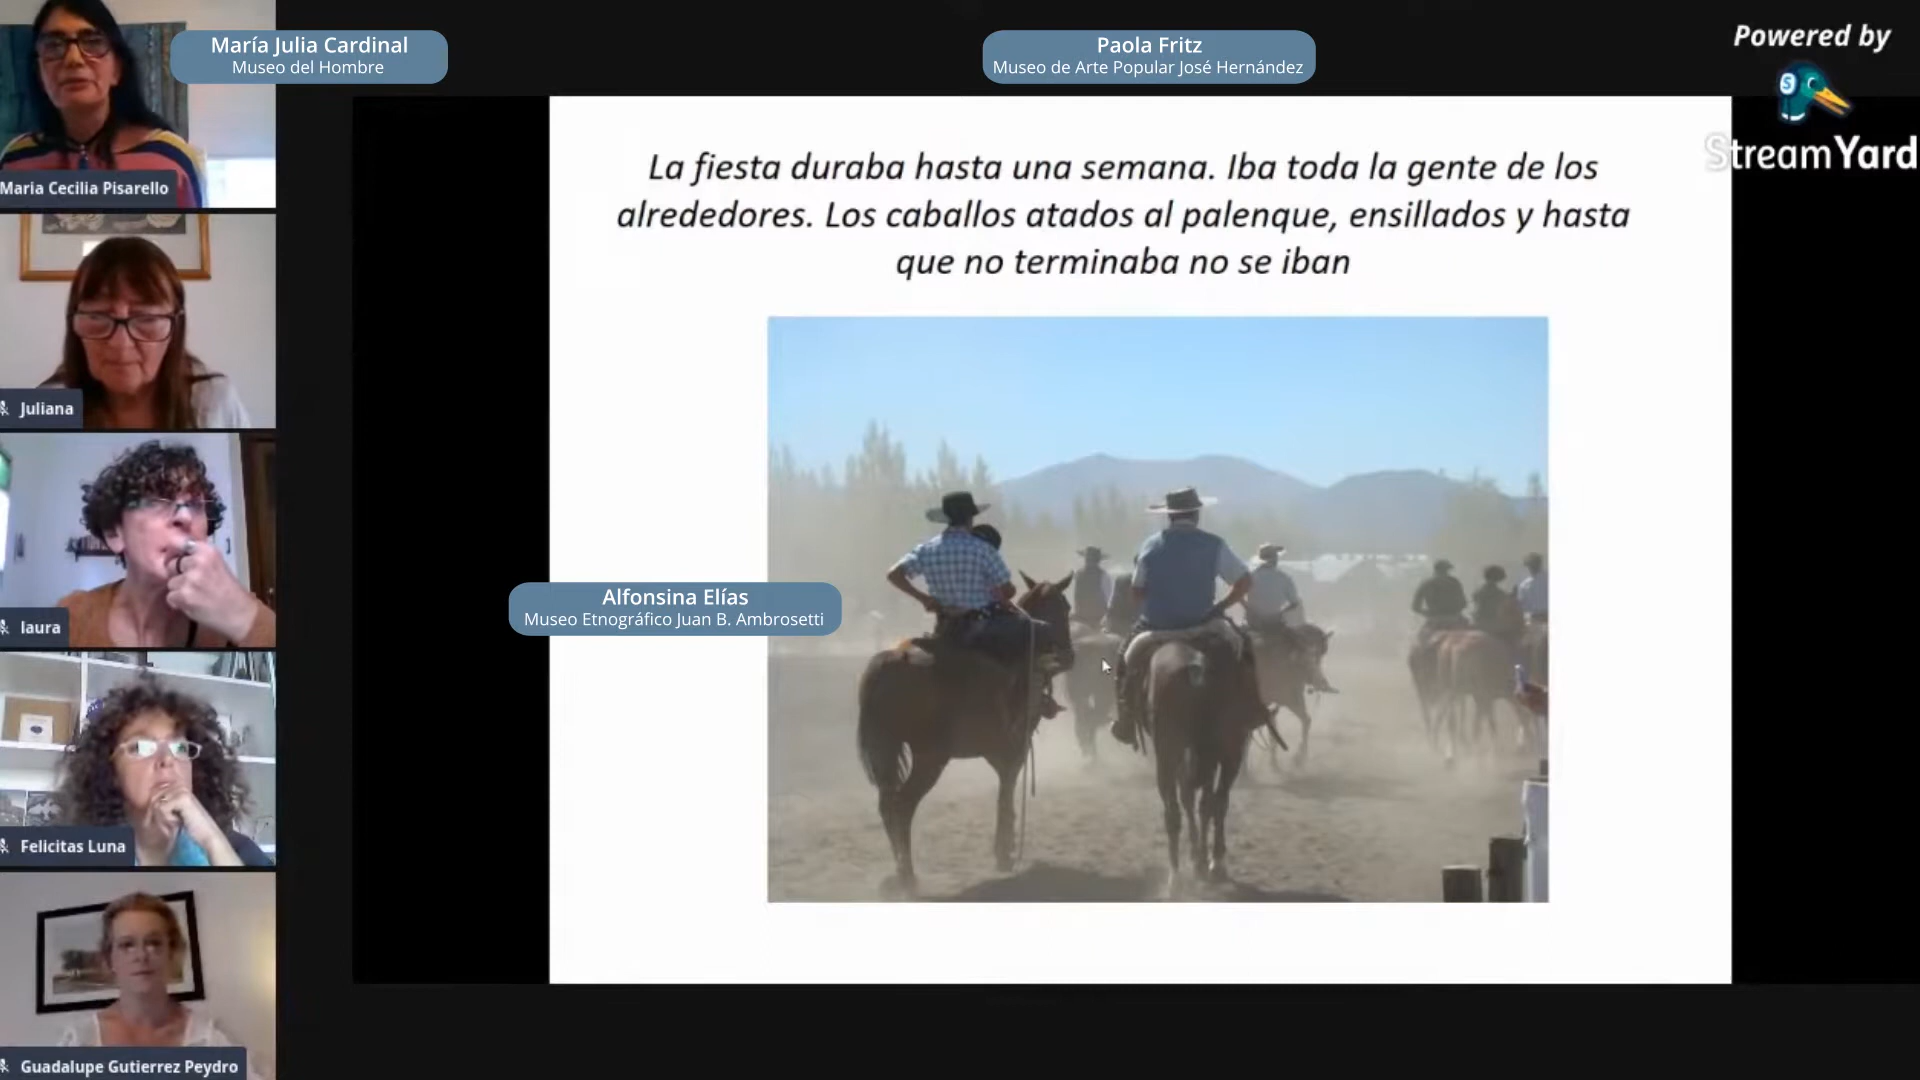 María Julia Cardinal
Museo del Hombre
Paola Fritz
Museo de Arte Popular José Hernández
Powered by
StreamYard
Maria Cecilia Pisarello
La fiesta duraba hasta una semana. Iba toda la gente de los
alrededores. Los caballos atados al palenque, ensillados y hasta
que no terminaba no se iban
Juliana
Alfonsina Elías
Museo Etnográfico Juan B. Ambrosetti
laura
Felicitas Luna
Guadalupe Gutierrez Peydro